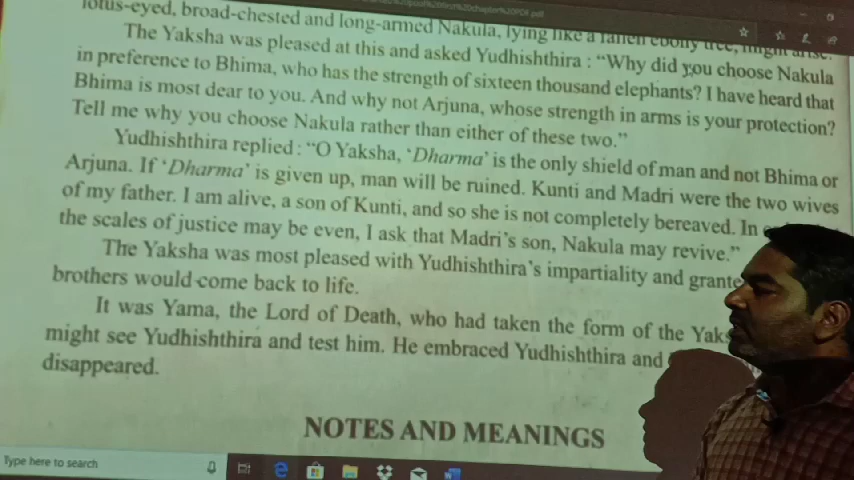 lotus-eyed, broad-chested and long-armed Nakula, lying like a fallen ebony tree, might arise.
The Yaksha was pleased at this and asked Yudhishthira : “Why did you choose Nakula
in preference to Bhima, who has the strength of sixteen thousand elephants? I have heard that
Bhima is most dear to you. And why not Arjuna, whose strength in arms is your protection?
Tell me why you choose Nakula rather than either of these two.”
Yudhishthira replied : “O Yaksha, ‘Dharma’ is the only shield of man and not Bhima or
Arjuna. If ‘Dharma’ is given up, man will be ruined. Kunti and Madri were the two wives
of my father. I am alive, a son of Kunti, and so she is not completely bereaved. In
the scales of justice may be even, I ask that Madri’s son, Nakula may revive.”
The Yaksha was most pleased with Yudhishthira’s impartiality and grante
brothers would come back to life.
It was Yama, the Lord of Death, who had taken the form of the Yaks
might see Yudhishthira and test him. He embraced Yudhishthira and
disappeared.
NOTES AND MEANINGS
Type here to search